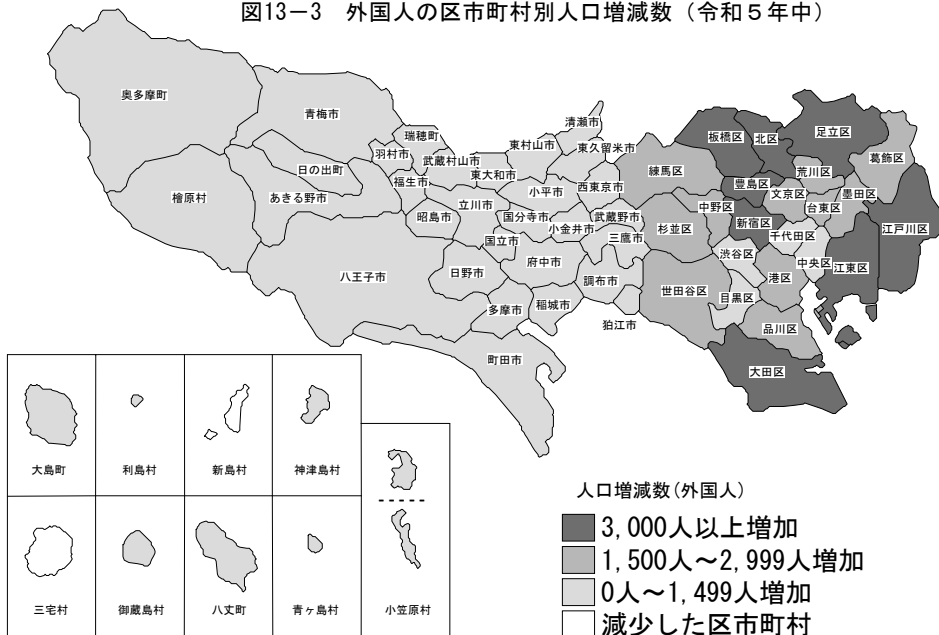 図13－3　外国人の区市町村別人口増減数（令和５年中）
奥多摩町
青梅市
瑞穂町
羽村市
日の出町
檜原村
あきる野市
福生市
武蔵村山市
東大和市
東村山市
清瀬市
東久留米市
昭島市
立川市
小平市
西東京市
国分寺市
小金井市
武蔵野市
国立市
三鷹市
八王子市
日野市
府中市
調布市
多摩市
稲城市
狛江市
町田市
板橋区
北区
足立区
葛飾区
練馬区
荒川区
豊島区
文京区
墨田区
台東区
中野区
新宿区
杉並区
千代田区
江戸川区
渋谷区
中央区
江東区
港区
世田谷区
目黒区
品川区
大田区
大島町
利島村
新島村
神津島村
三宅村
御蔵島村
八丈町
青ヶ島村
小笠原村
人口増減数(外国人)
3,000人以上増加
1,500人～2,999人増加
0人～1,499人増加
減少した区市町村